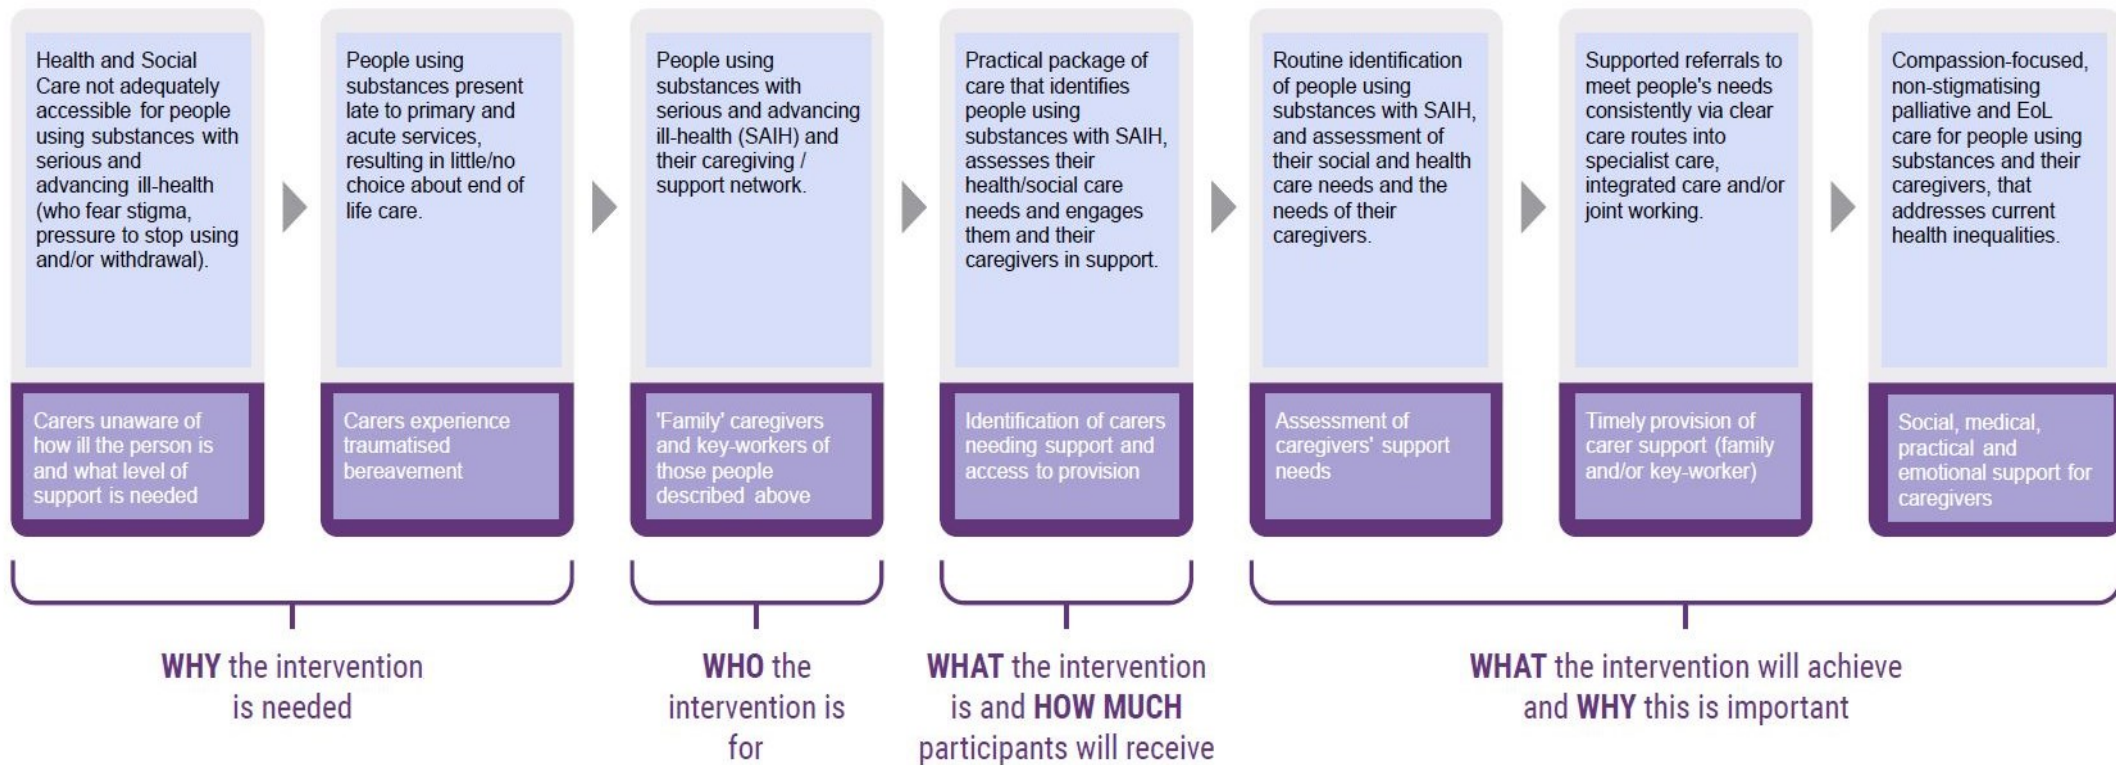 Health and Social
Care not adequately
accessible for people
using substances with
serious and
advancing ill-health
(who fear stigma,
pressure to stop using
and/or withdrawal).
Carers unaware of
how ill the person is
and what level of
support is needed
People using
substances present
late to primary and
acute services,
resulting in little/no
choice about end of
life care.
Carers experience
traumatised
bereavement
People using
substances with
serious and advancing
ill-health (SAIH) and
their caregiving /
support network.
'Family' caregivers
and key-workers of
those people
described above
Practical package of
care that identifies
people using
substances with SAIH,
assesses their
health/social care
needs and engages
them and their
caregivers in support.
Identification of carers
needing support and
access to provision
Routine identification
of people using
substances with SAIH,
and assessment of
their social and health
care needs and the
needs of their
caregivers.
Assessment of
caregivers' support
needs
Supported referrals to
meet people's needs
consistently via clear
care routes into
specialist care,
integrated care and/or
joint working.
Timely provision of
carer support (family
and/or key-worker)
Compassion-focused,
non-stigmatising
palliative and EoL
care for people using
substances and their
caregivers, that
addresses current
health inequalities.
Social, medical,
practical and
emotional support for
caregivers
WHY the intervention
is needed
WHO the
intervention is
for
WHAT the intervention
is and HOW MUCH
participants will receive
WHAT the intervention will achieve
and WHY this is important